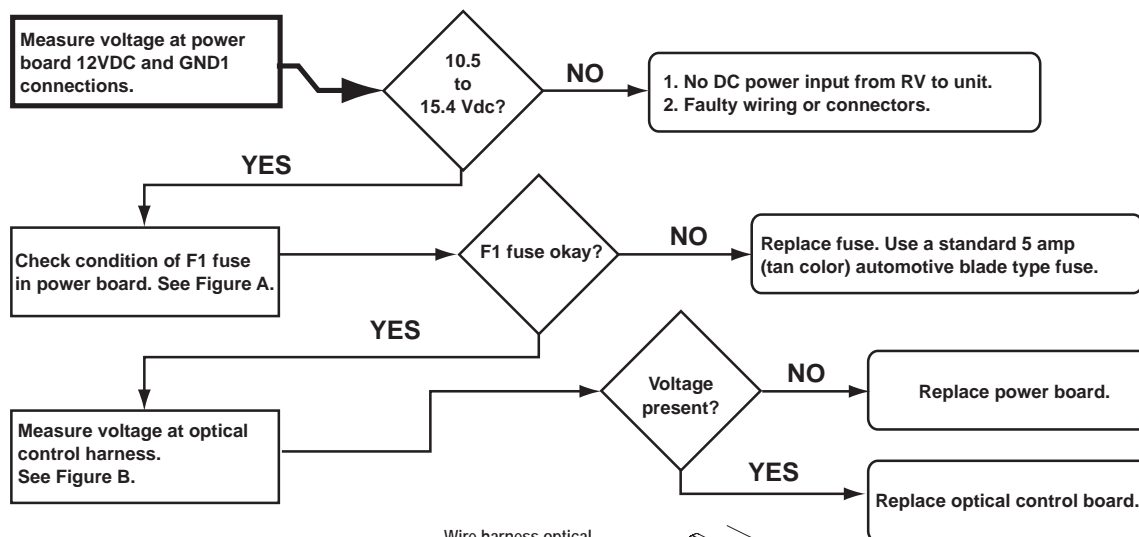 Measure voltage at power
board 12VDC and GND1
connections.
10.5
to
15.4 Vdc?
NO
1. No DC power input from RV to unit.
2. Faulty wiring or connectors.
YES
Check condition of F1 fuse
in power board. See Figure A.
F1 fuse okay?
NO
Replace fuse. Use a standard 5 amp
(tan color) automotive blade type fuse.
YES
Measure voltage at optical
control harness.
See Figure B.
Voltage
present?
NO
Replace power board.
YES
Replace optical control board.
Wire harness optical